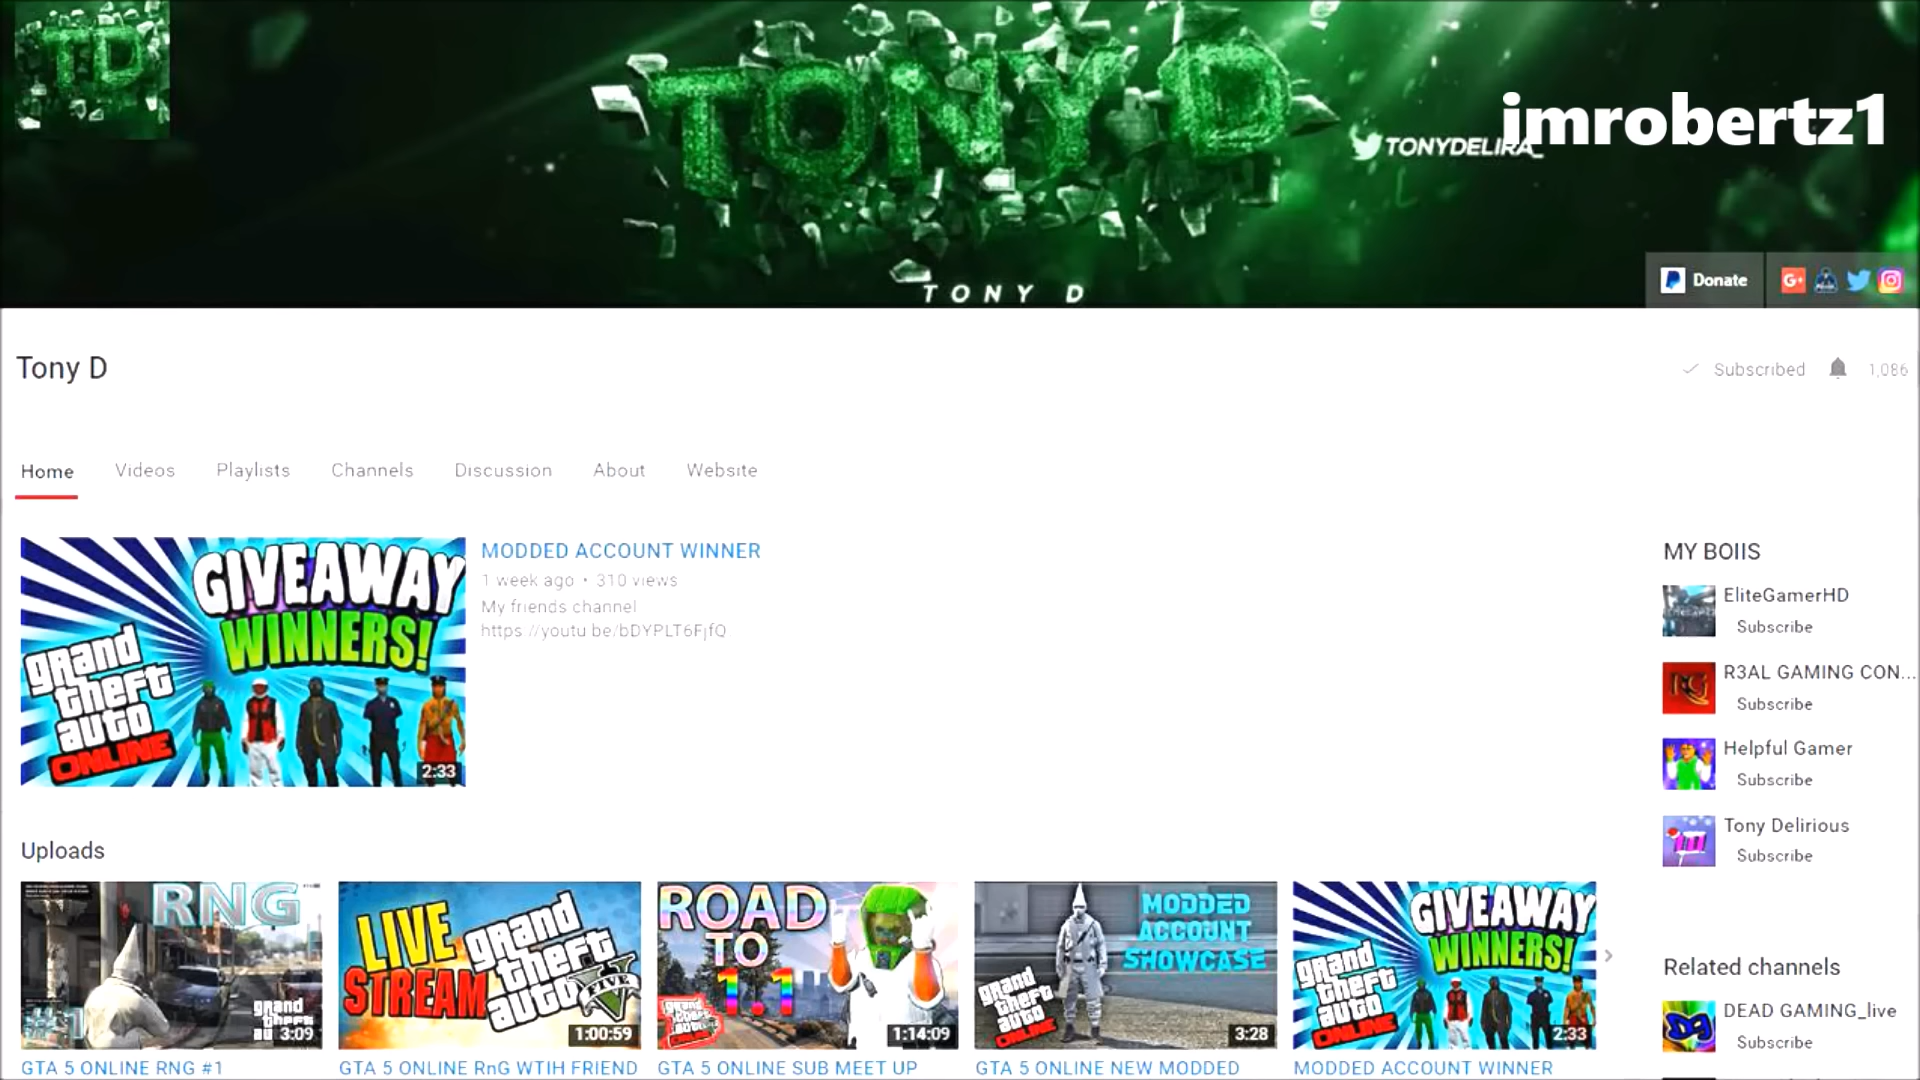 TD
TONY D
imrobertz1
TONYDELIRA_
TONY D
Donate
G+
Tony D
Subscribed
1,086
Home
Videos
Playlists
Channels
Discussion
About
Website
GIVEAWAY
WINNERS!
grand
theft
auto
ONLINE
2:33
MODDED ACCOUNT WINNER
1 week ago • 310 views
My friends channel
https //youtu be/bDYPLT6FjfQ
MY BOIIS
EliteGamerHD
Subscribe
R3AL GAMING CON...
Subscribe
Helpful Gamer
Subscribe
Tony Delirious
Subscribe
Uploads
RNG
#1
grand
theft
3:09
GTA 5 ONLINE RNG #1
LIVE
STREAM
grand
theft
auto
FIVE
1:00:59
GTA 5 ONLINE RnG WTIH FRIEND
ROAD
TO
1.1
1:14:09
GTA 5 ONLINE SUB MEET UP
MODDED
ACCOUNT
SHOWCASE
grand
theft
auto
ONLINE
3:28
GTA 5 ONLINE NEW MODDED
GIVEAWAY
WINNERS!
grand
theft
auto
ONLINE
2:33
MODDED ACCOUNT WINNER
Related channels
DEAD GAMING_live
Subscribe